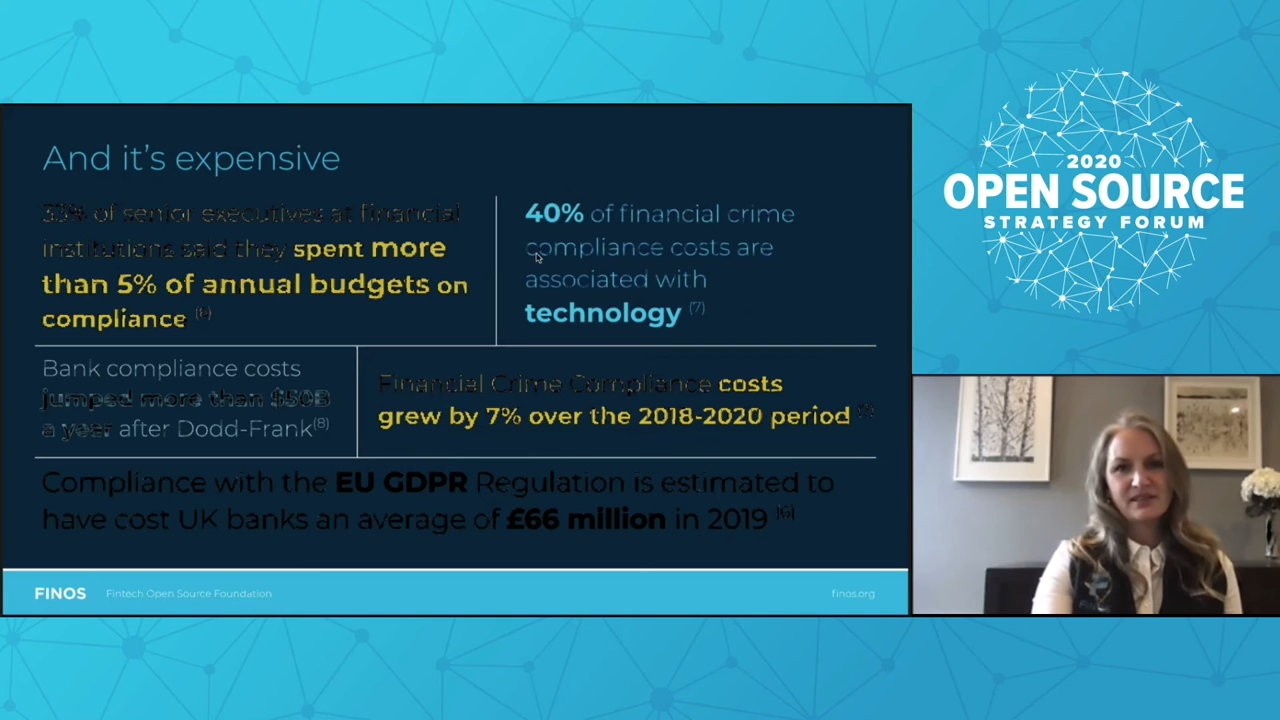 And it's expensive
35% of senior executives at financial
institutions said they spent more
than 5% of annual budgets on
compliance (6)
40% of financial crime
compliance costs are
associated with
technology (7)
Bank compliance costs
jumped more than $50B
a year after Dodd-Frank(8)
Financial Crime Compliance costs
grew by 7% over the 2018-2020 period
Compliance with the EU GDPR Regulation is estimated to
have cost UK banks an average of £66 million in 2019 (6)
FINOS Fintech Open Source Foundation finos.org
2020
OPEN SOURCE
STRATEGY FORUM